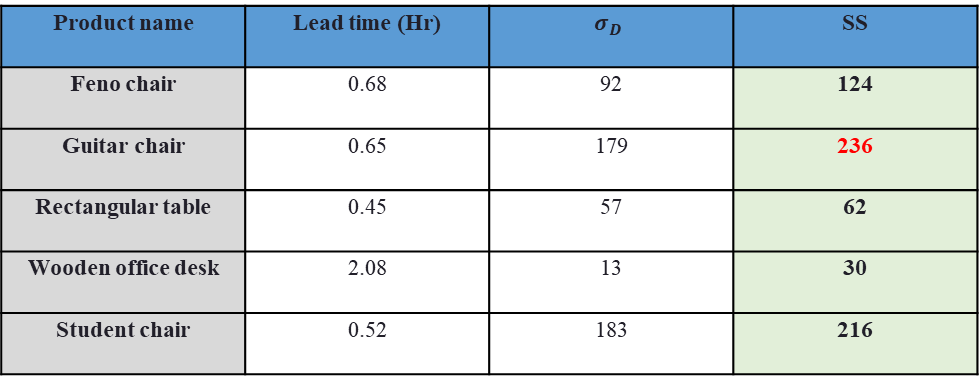 Product name Lead time (Hr) σ_D SS
Feno chair 0.68 92 124
Guitar chair 0.65 179 236
Rectangular table 0.45 57 62
Wooden office desk 2.08 13 30
Student chair 0.52 183 216